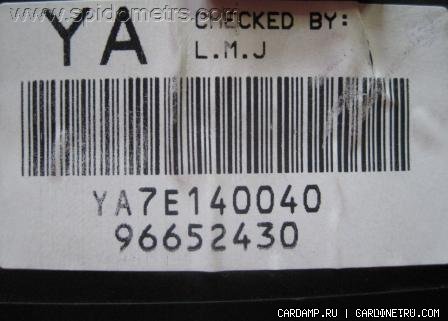 www.spidometrs.com
YA CHECKED BY:
L.M.J
YA7E140040
96652430
CARDAMP.RU | CARDINETRU.COM